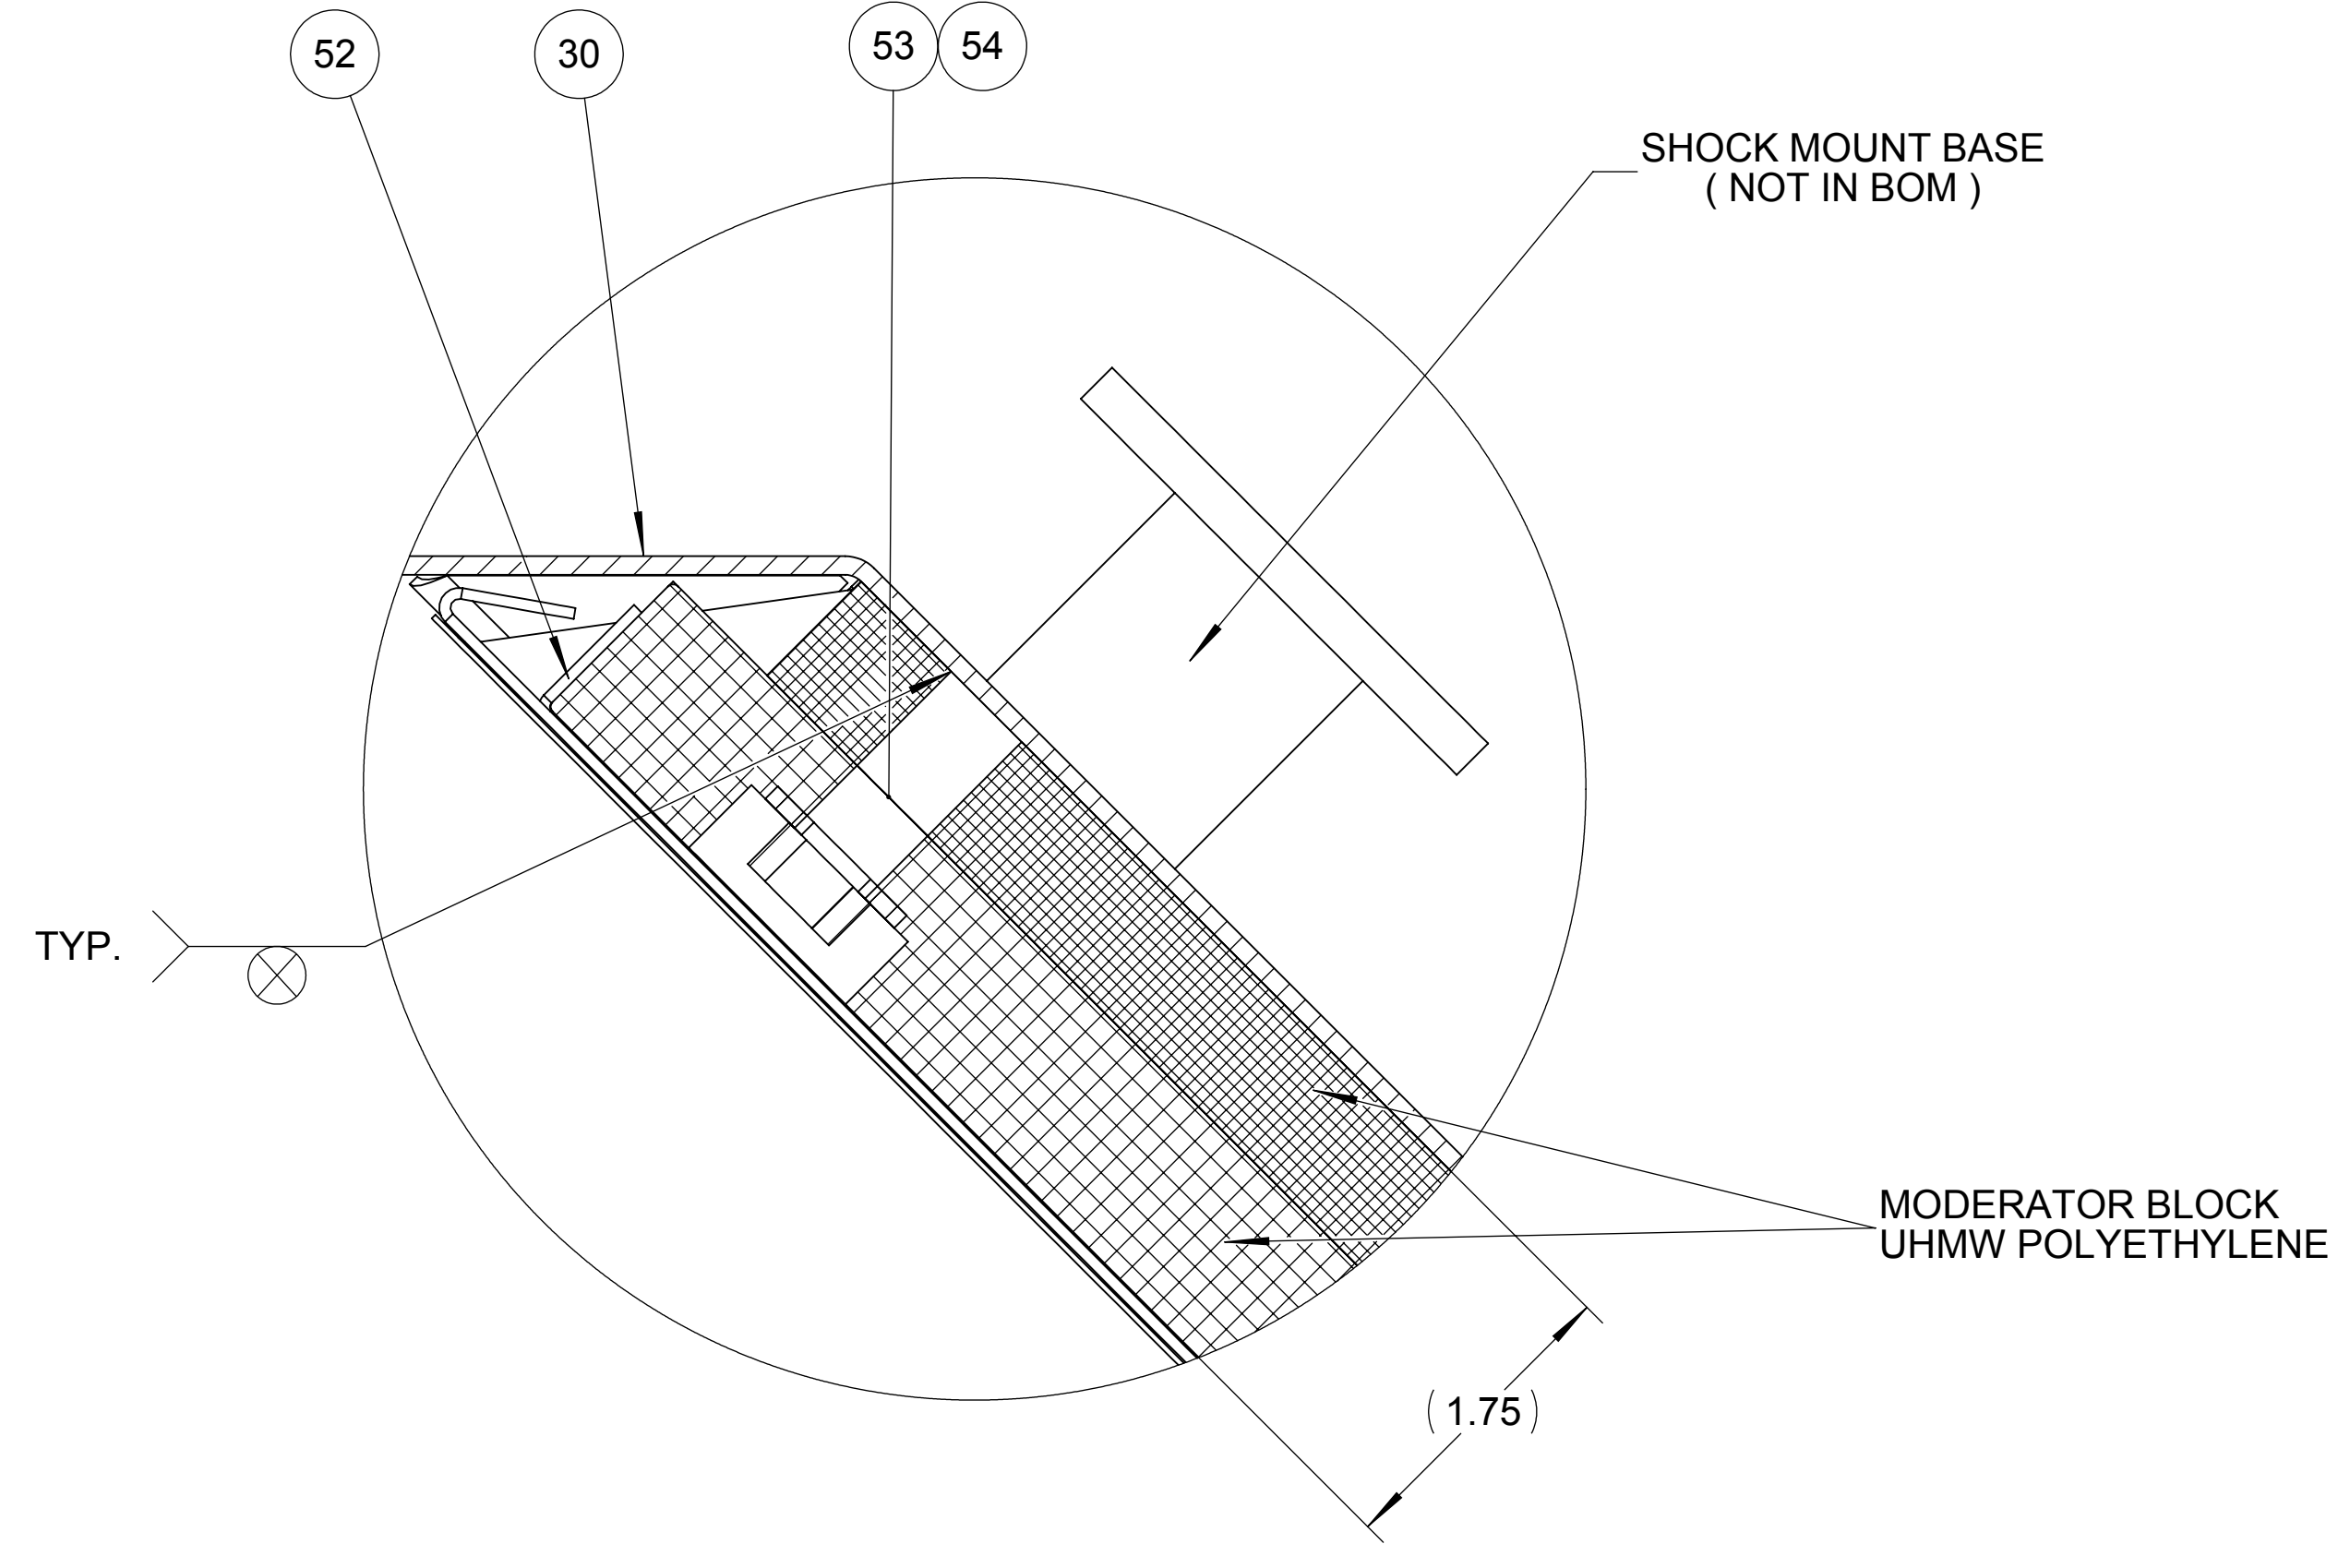 52
30
53 54
SHOCK MOUNT BASE
( NOT IN BOM )
TYP.
MODERATOR BLOCK
UHMW POLYETHYLENE
(1.75)